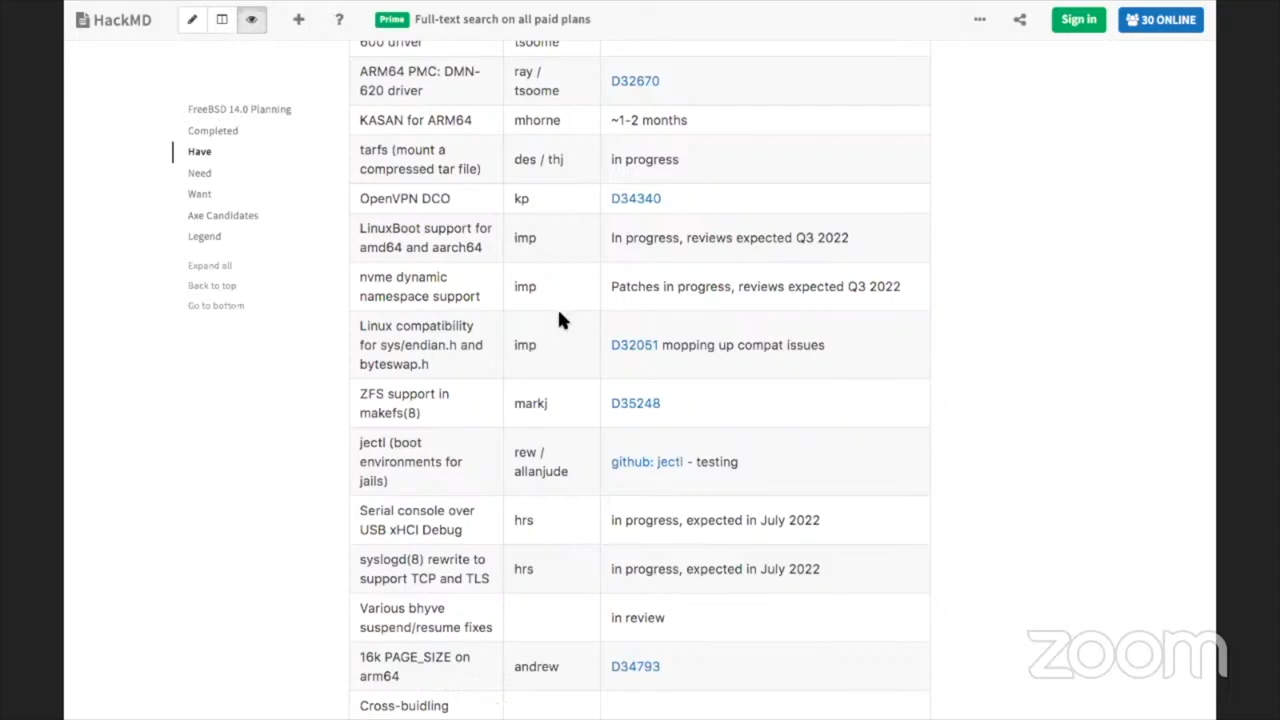 HackMD
Prime Full-text search on all paid plans
Sign in
30 ONLINE
FreeBSD 14.0 Planning
Completed
Have
Need
Want
Axe Candidates
Legend
Expand all
Back to top
Go to bottom
600 driver
tsoome
ARM64 PMC: DMN-
620 driver
ray /
tsoome
D32670
KASAN for ARM64
mhorne
~1-2 months
tarfs (mount a
compressed tar file)
des / thj
in progress
OpenVPN DCO
kp
D34340
LinuxBoot support for
amd64 and aarch64
imp
In progress, reviews expected Q3 2022
nvme dynamic
namespace support
imp
Patches in progress, reviews expected Q3 2022
Linux compatibility
for sys/endian.h and
byteswap.h
imp
D32051 mopping up compat issues
ZFS support in
makefs(8)
markj
D35248
jectl (boot
environments for
jails)
rew /
allanjude
github: jectl - testing
Serial console over
USB xHCI Debug
hrs
in progress, expected in July 2022
syslogd(8) rewrite to
support TCP and TLS
hrs
in progress, expected in July 2022
Various bhyve
suspend/resume fixes
in review
16k PAGE_SIZE on
arm64
andrew
D34793
Cross-buidling
zoom